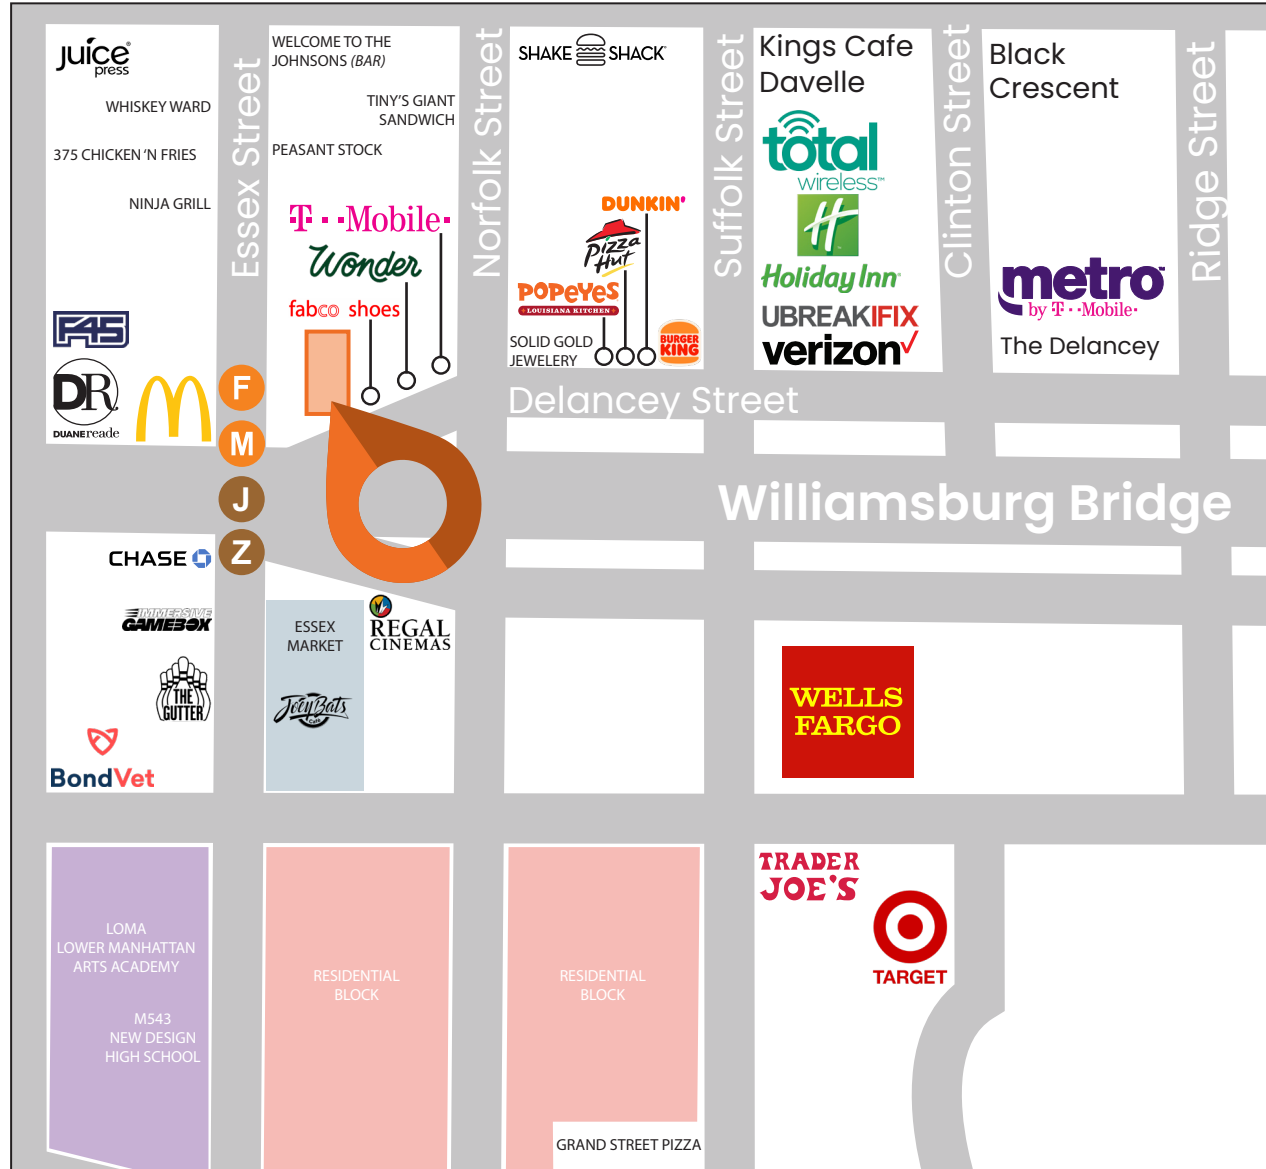 juice press
WHISKEY WARD
375 CHICKEN 'N FRIES
NINJA GRILL
F45
DR
DUANEreade
Essex Street
WELCOME TO THE
JOHNSONS (BAR)
TINY'S GIANT
SANDWICH
PEASANT STOCK
T··Mobile·
Wonder
fabco shoes
F
M
J
Z
Norfolk Street
SHAKE SHACK
DUNKIN'
Pizza
Hut
POPEYES
LOUISIANA KITCHEN
SOLID GOLD
JEWELERY
BURGER
KING
Suffolk Street
Kings Cafe
Davelle
total
wireless™
H
Holiday Inn
UBREAKIFIX
verizon
Clinton Street
Black
Crescent
metro™
by T··Mobile·
The Delancey
Ridge Street
Delancey Street
Williamsburg Bridge
CHASE
IMMERSIVE
GAMEBOX
THE
GUTTER
BondVet
ESSEX
MARKET
JoeyBats
Café
REGAL
CINEMAS
WELLS
FARGO
LOMA
LOWER MANHATTAN
ARTS ACADEMY
M543
NEW DESIGN
HIGH SCHOOL
RESIDENTIAL
BLOCK
RESIDENTIAL
BLOCK
GRAND STREET PIZZA
TRADER
JOE'S
TARGET